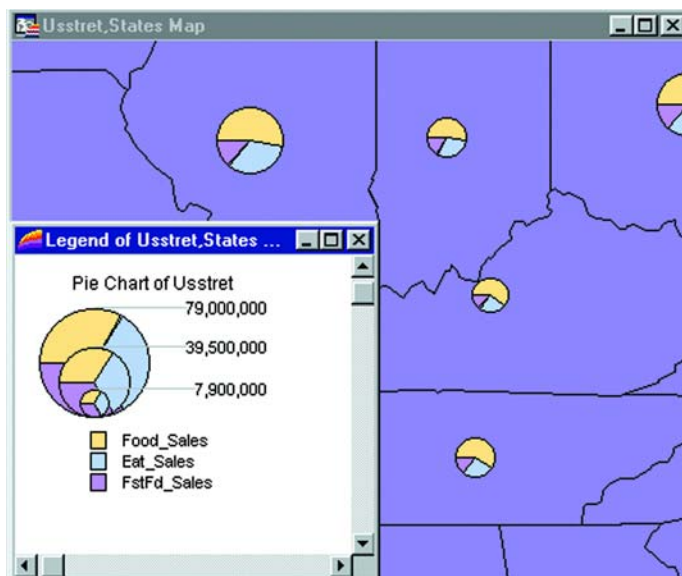 Usstret,States Map
Legend of Usstret,States ...
Pie Chart of Usstret
79,000,000
39,500,000
7,900,000
Food_Sales
Eat_Sales
FstFd_Sales